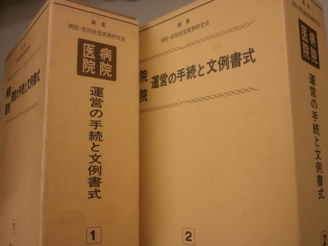 編集
病院・医院経営実務研究会
病院
医院
運営の手続と文例書式
1
編集
病院・医院経営実務研究会
病院
医院
運営の手続と文例書式
2